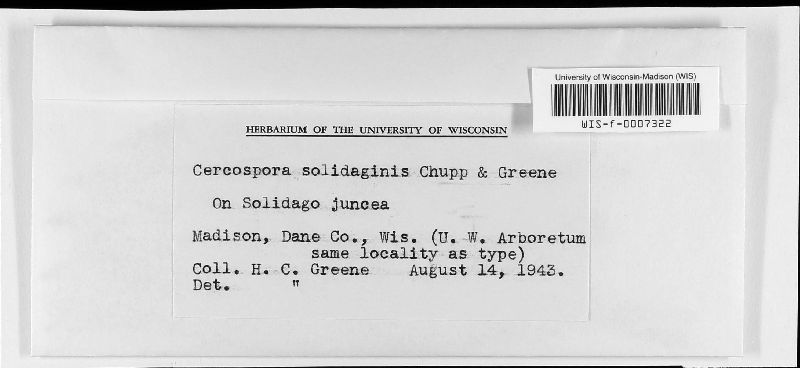 University of Wisconsin-Madison (WIS)
WIS-f-0007322
HERBARIUM OF THE UNIVERSITY OF WISCONSIN
Cercospora solidaginis Chupp & Greene
On Solidago juncea
Madison, Dane Co., Wis. (U. W. Arboretum
same locality as type)
Coll. H. C. Greene August 14, 1943.
Det. "